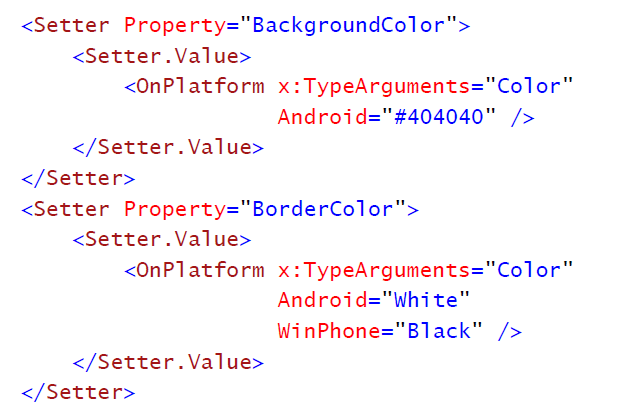 <Setter Property="BackgroundColor">
    <Setter.Value>
        <OnPlatform x:TypeArguments="Color"
                    Android="#404040" />
    </Setter.Value>
</Setter>
<Setter Property="BorderColor">
    <Setter.Value>
        <OnPlatform x:TypeArguments="Color"
                    Android="White"
                    WinPhone="Black" />
    </Setter.Value>
</Setter>